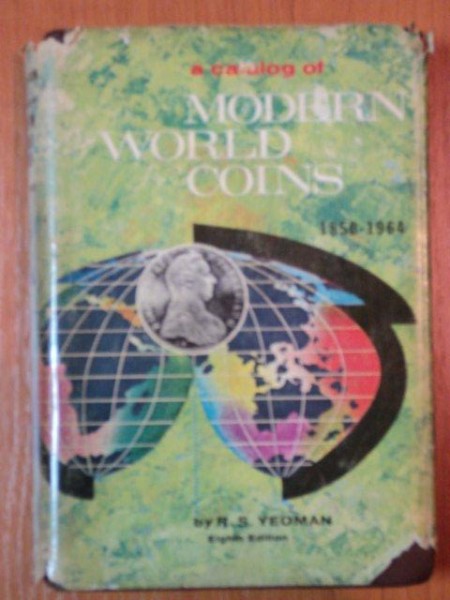 a catalog of
MODERN
WORLD
COINS
1850-1964
by R. S. YEOMAN
Eighth Edition